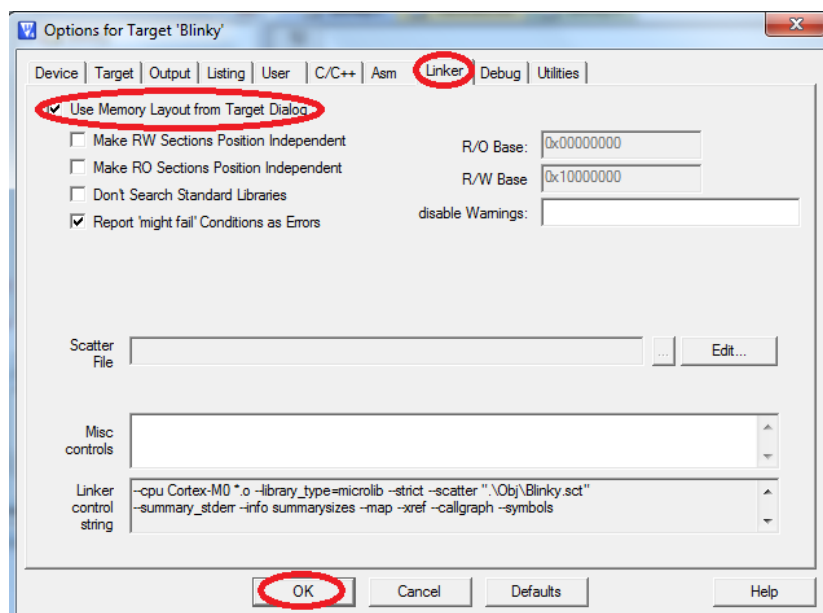 Options for Target 'Blinky'
Device Target Output Listing User C/C++ Asm Linker Debug Utilities
Use Memory Layout from Target Dialog
Make RW Sections Position Independent
Make RO Sections Position Independent
Don't Search Standard Libraries
Report 'might fail' Conditions as Errors
R/O Base: 0x00000000
R/W Base 0x10000000
disable Warnings:
Scatter
File
... Edit...
Misc
controls
Linker
control
string
--cpu Cortex-M0 *.o --library_type=microlib --strict --scatter ".\Obj\Blinky.sct"
--summary_stderr --info summarysizes --map --xref --callgraph --symbols
OK Cancel Defaults Help